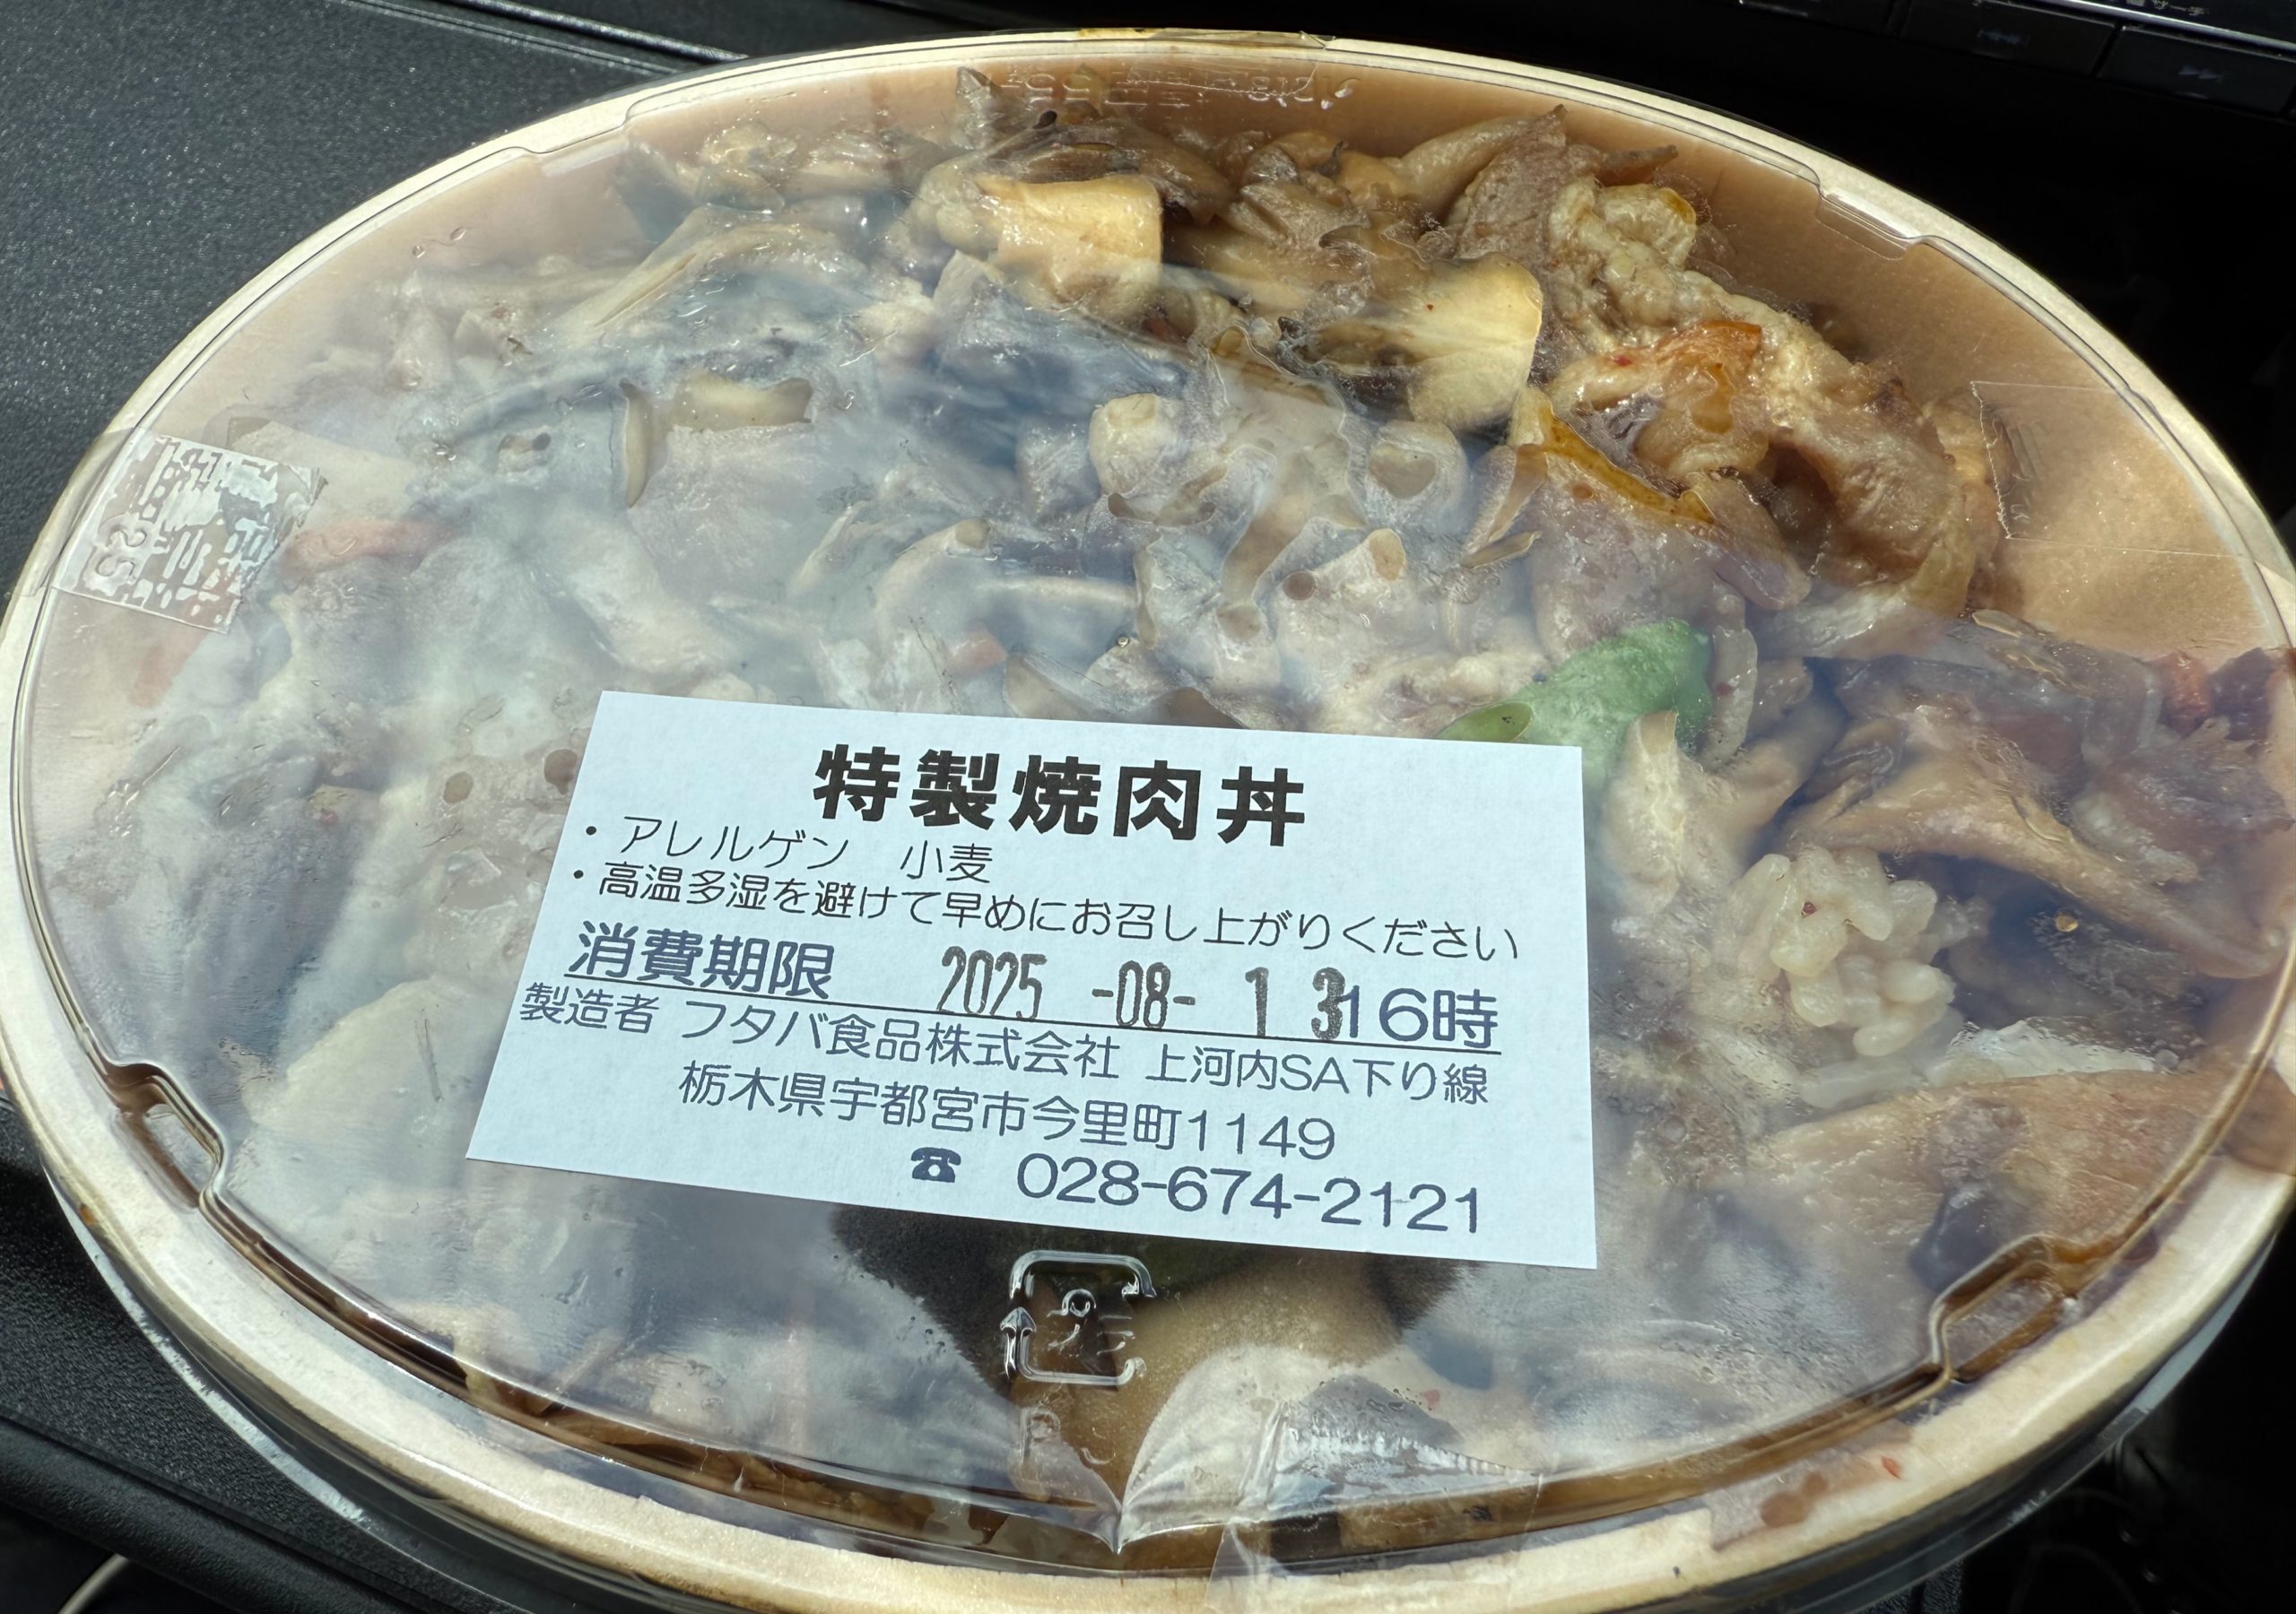 特製焼肉丼
・アレルゲン 小麦
・高温多湿を避けて早めにお召し上がりください
消費期限 2025 -08- 1 3 16時
製造者 フタバ食品株式会社 上河内SA下り線
栃木県宇都宮市今里町1149
☎ 028-674-2121
プラ